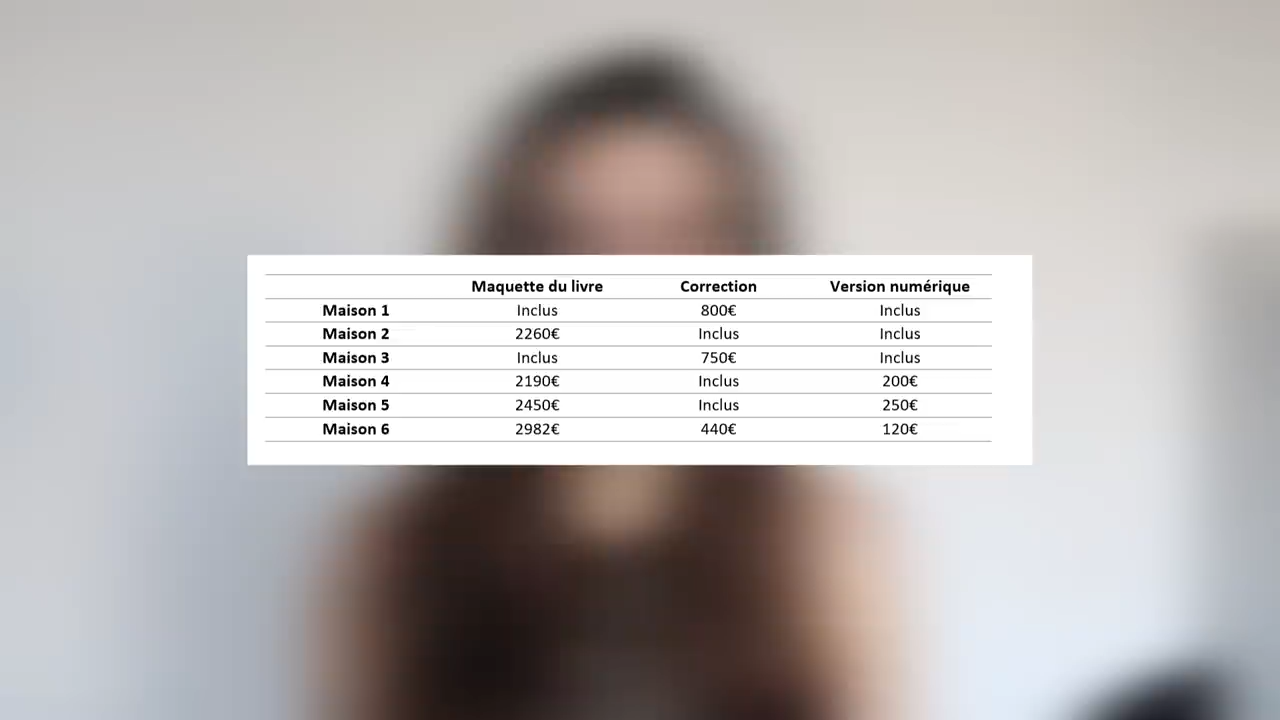 Maquette du livre Correction Version numérique
Maison 1 Inclus 800€ Inclus
Maison 2 2260€ Inclus Inclus
Maison 3 Inclus 750€ Inclus
Maison 4 2190€ Inclus 200€
Maison 5 2450€ Inclus 250€
Maison 6 2982€ 440€ 120€